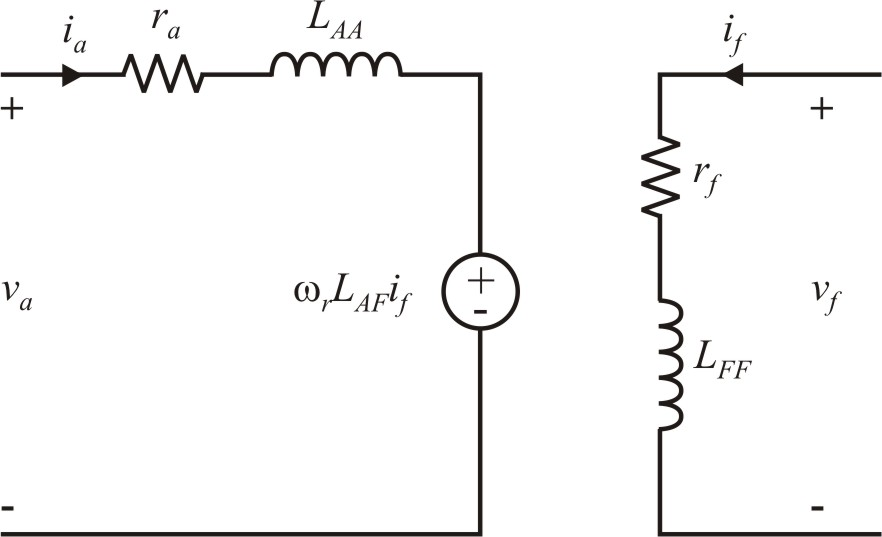 i_a r_a L_AA i_f
+ +
r_f
v_a ω_r L_AF i_f + - v_f
L_FF
- -